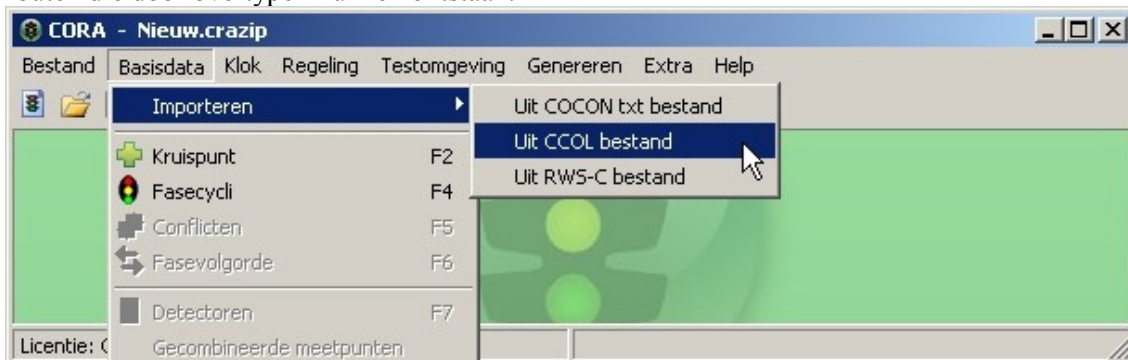 CORA - Nieuw.crazip
Bestand Basisdata Klok Regeling Testomgeving Genereren Extra Help
Importeren
Uit COCON txt bestand
Uit CCOL bestand
Uit RWS-C bestand
Kruispunt F2
Fasecycli F4
Conflicten F5
Fasevolgorde F6
Detectoren F7
Gecombineerde meetpunten
Licentie: